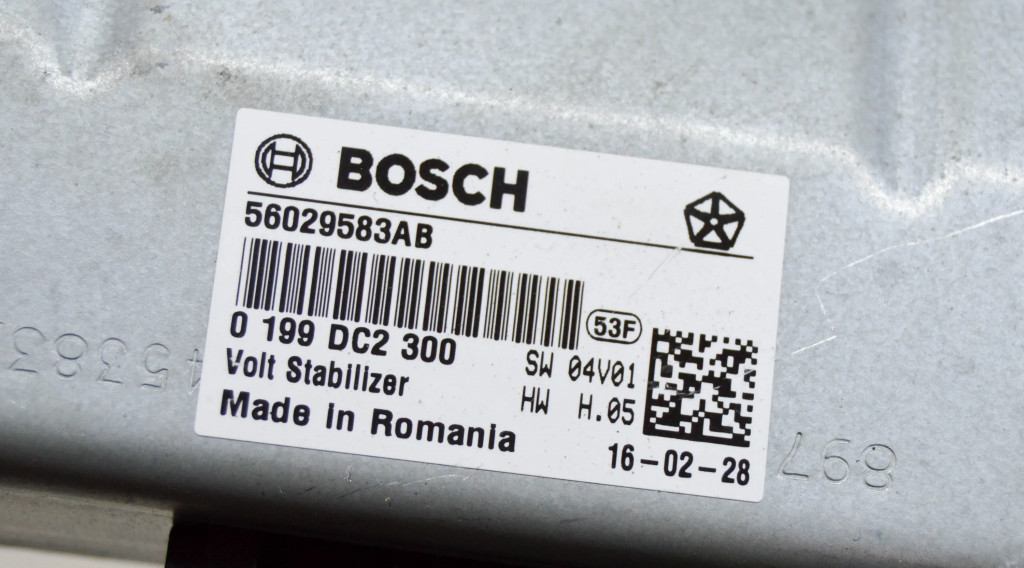 BOSCH
56029583AB
0 199 DC2 300
53F
Volt Stabilizer
SW 04V01
HW H.05
Made in Romania
16-02-28
897